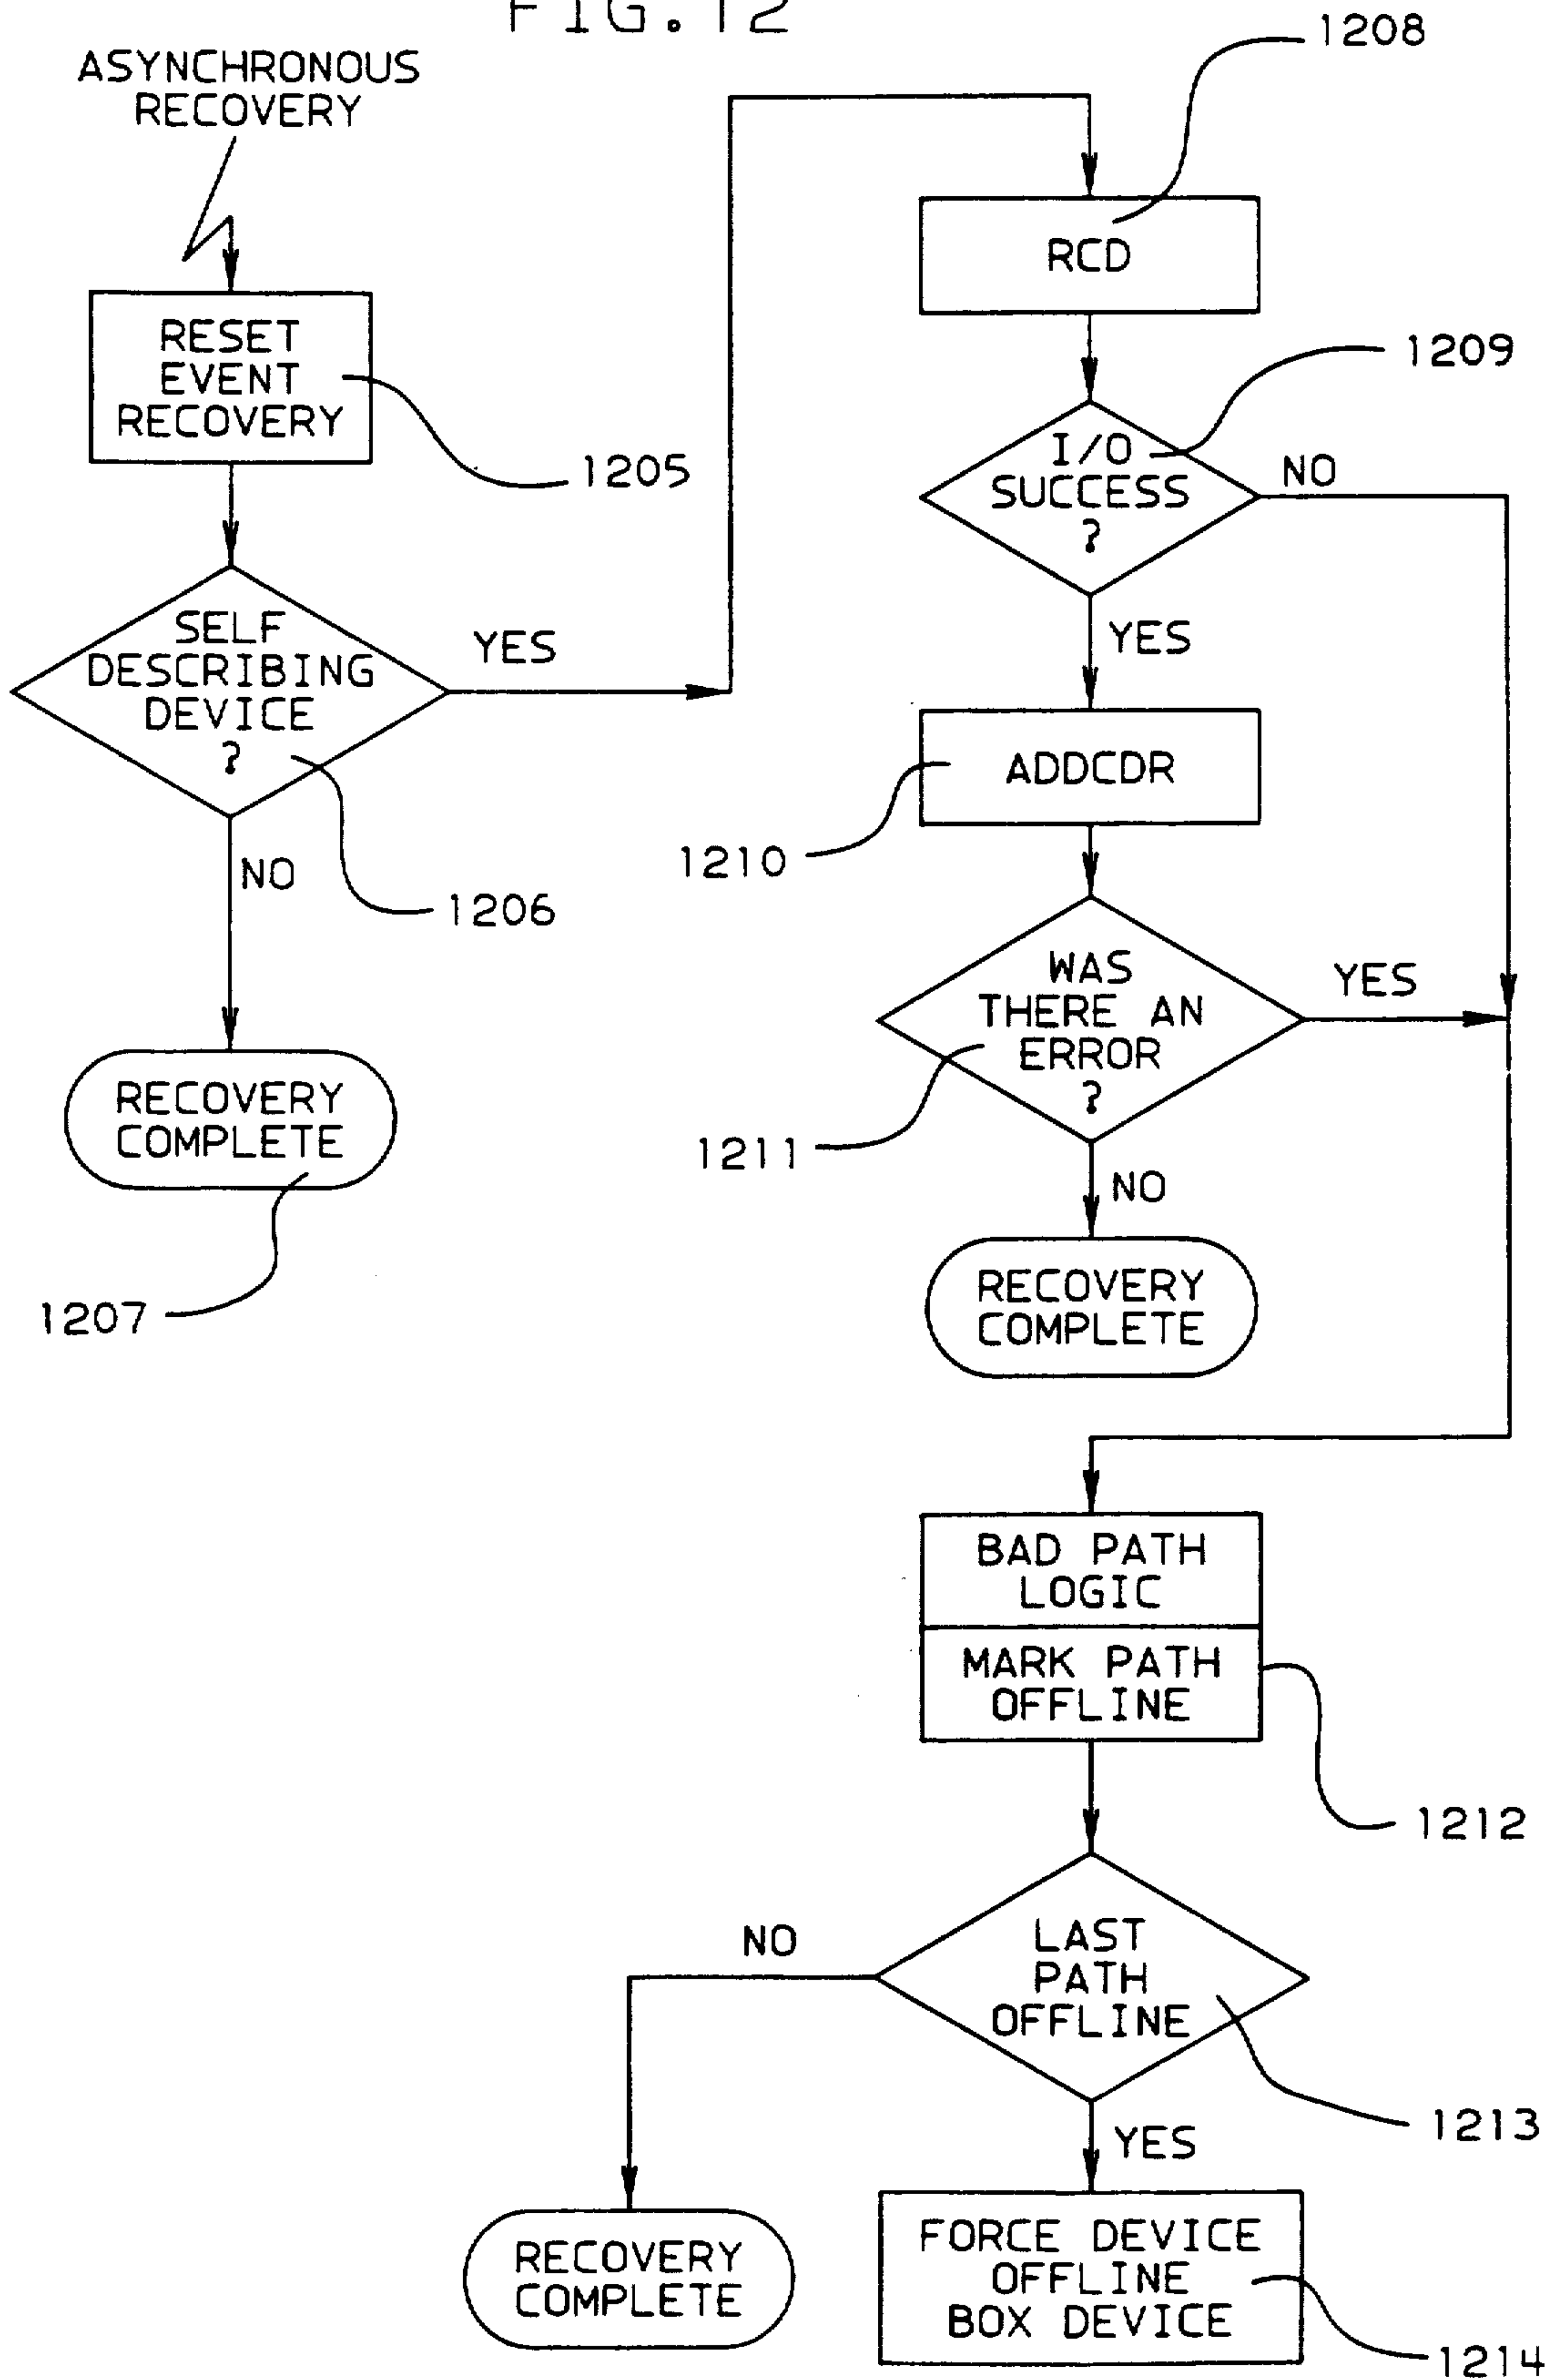 FIG.12
ASYNCHRONOUS
RECOVERY
RESET
EVENT
RECOVERY
1205
SELF
DESCRIBING
DEVICE
?
YES
NO
1206
RECOVERY
COMPLETE
1207
1208
RCD
1209
I/O
SUCCESS
?
NO
YES
ADDCDR
1210
WAS
THERE AN
ERROR
?
YES
1211
NO
RECOVERY
COMPLETE
BAD PATH
LOGIC
MARK PATH
OFFLINE
1212
LAST
PATH
OFFLINE
NO
1213
YES
RECOVERY
COMPLETE
FORCE DEVICE
OFFLINE
BOX DEVICE
1214